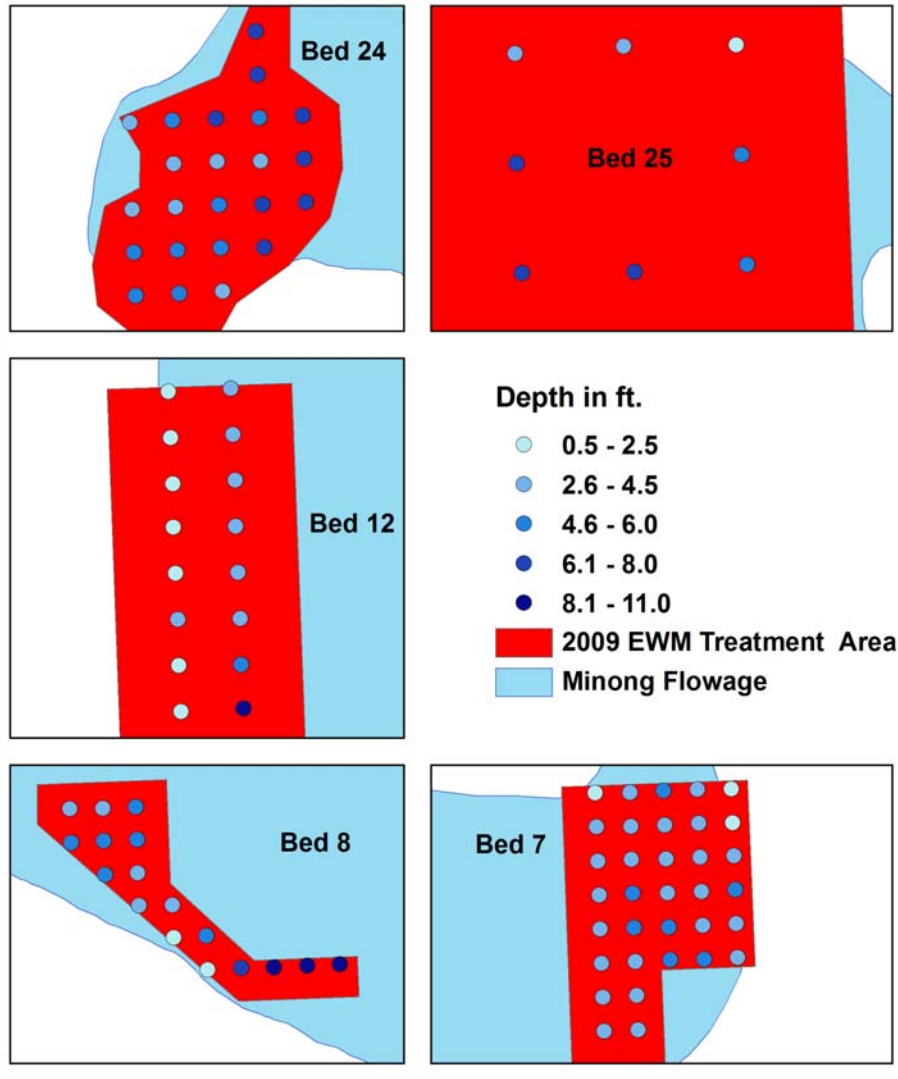 Bed 24
Bed 25
Bed 12
Depth in ft.
0.5 - 2.5
2.6 - 4.5
4.6 - 6.0
6.1 - 8.0
8.1 - 11.0
2009 EWM Treatment Area
Minong Flowage
Bed 8
Bed 7